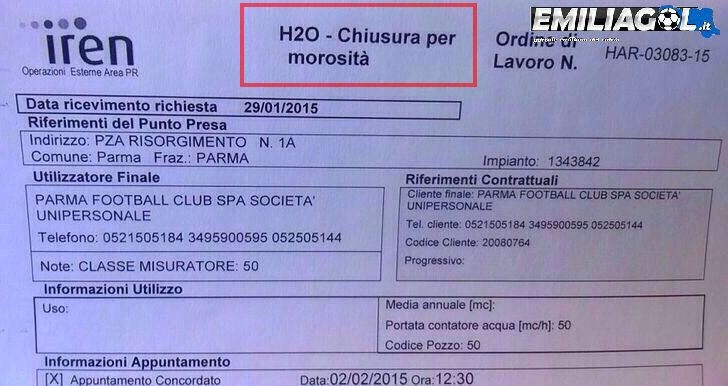 EMILIAGOL.it
iren
Operazioni Esterne Area PR
H2O - Chiusura per
morosità
Ordine di
Lavoro N.
HAR-03083-15
Data ricevimento richiesta 29/01/2015
Riferimenti del Punto Presa
Indirizzo: PZA RISORGIMENTO N. 1A
Comune: Parma Fraz.: PARMA
Impianto: 1343842
Utilizzatore Finale
PARMA FOOTBALL CLUB SPA SOCIETA'
UNIPERSONALE
Telefono: 0521505184 3495900595 052505144
Note: CLASSE MISURATORE: 50
Riferimenti Contrattuali
Cliente finale: PARMA FOOTBALL CLUB SPA SOCIETA'
UNIPERSONALE
Tel. cliente: 0521505184 3495900595 052505144
Codice Cliente: 20080764
Progressivo:
Informazioni Utilizzo
Uso:
Media annuale [mc]:
Portata contatore acqua [mc/h]: 50
Codice Pozzo: 50
Informazioni Appuntamento
[X] Appuntamento Concordato Data:02/02/2015 Ora:12:30